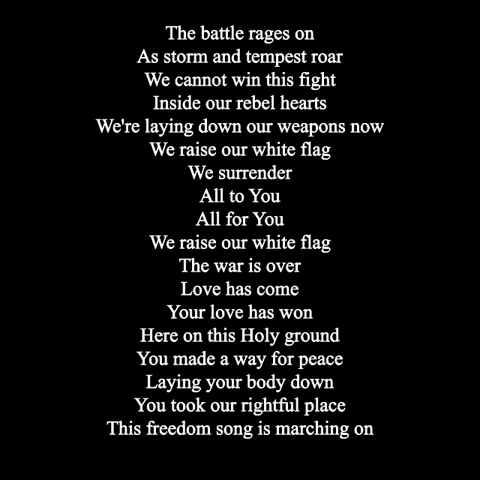 The battle rages on
As storm and tempest roar
We cannot win this fight
Inside our rebel hearts
We're laying down our weapons now
We raise our white flag
We surrender
All to You
All for You
We raise our white flag
The war is over
Love has come
Your love has won
Here on this Holy ground
You made a way for peace
Laying your body down
You took our rightful place
This freedom song is marching on